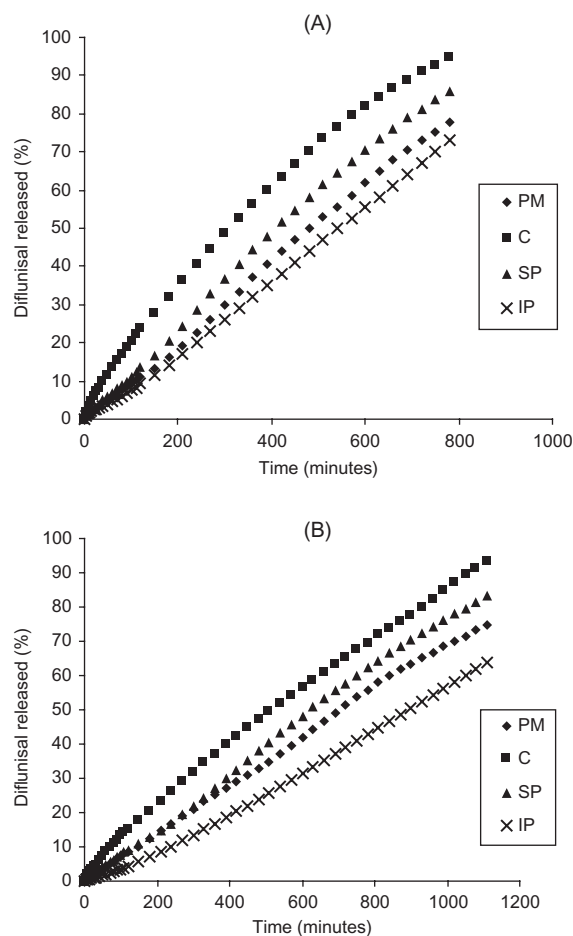 (A)
100
90
80
70
60
50
40
30
20
10
0
Diflunisal released (%)
0 200 400 600 800 1000
Time (minutes)
PM
C
SP
IP
(B)
100
90
80
70
60
50
40
30
20
10
0
Diflunisal released (%)
0 200 400 600 800 1000 1200
Time (minutes)
PM
C
SP
IP